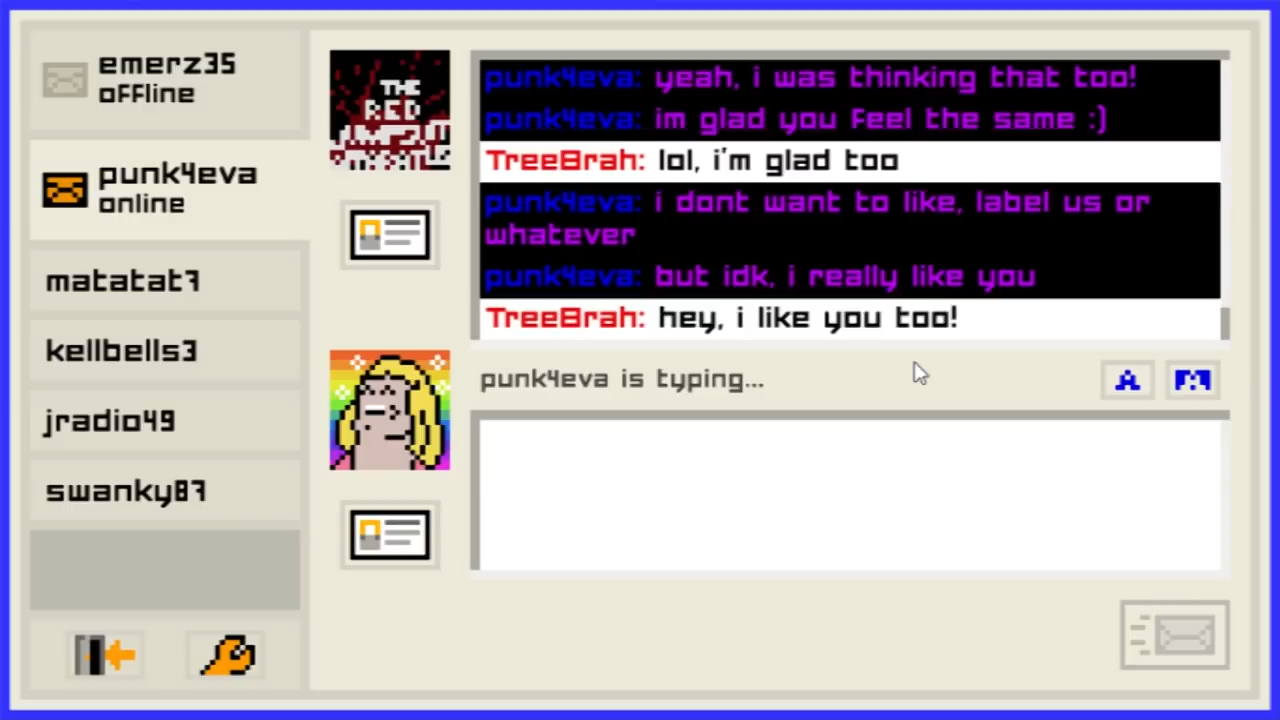 emerz35
offline
punk4eva
online
matatat7
kellbells3
jradio49
swanky87
THE
RED
punk4eva: yeah, i was thinking that too!
punk4eva: im glad you feel the same :)
TreeBrah: lol, i'm glad too
punk4eva: i dont want to like, label us or
whatever
punk4eva: but idk, i really like you
TreeBrah: hey, i like you too!
punk4eva is typing...
A